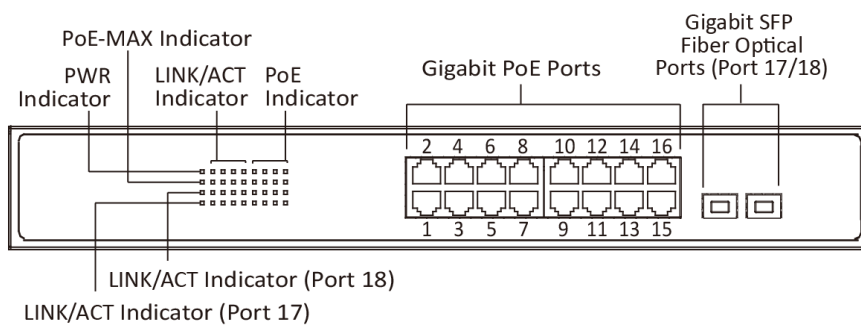 PoE-MAX Indicator
PWR
Indicator
LINK/ACT
Indicator
PoE
Indicator
Gigabit PoE Ports
Gigabit SFP
Fiber Optical
Ports (Port 17/18)
2 4 6 8 10 12 14 16
1 3 5 7 9 11 13 15
LINK/ACT Indicator (Port 18)
LINK/ACT Indicator (Port 17)